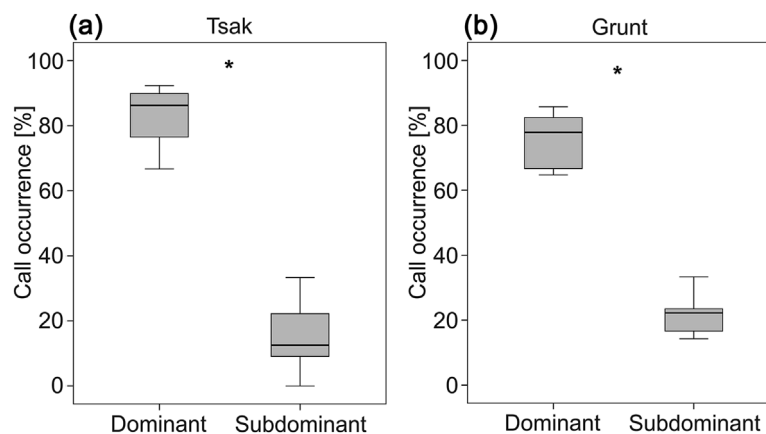 (a) Tsak
*
Call occurrence [%]
100
80
60
40
20
0
Dominant Subdominant
(b) Grunt
*
Call occurrence [%]
100
80
60
40
20
0
Dominant Subdominant